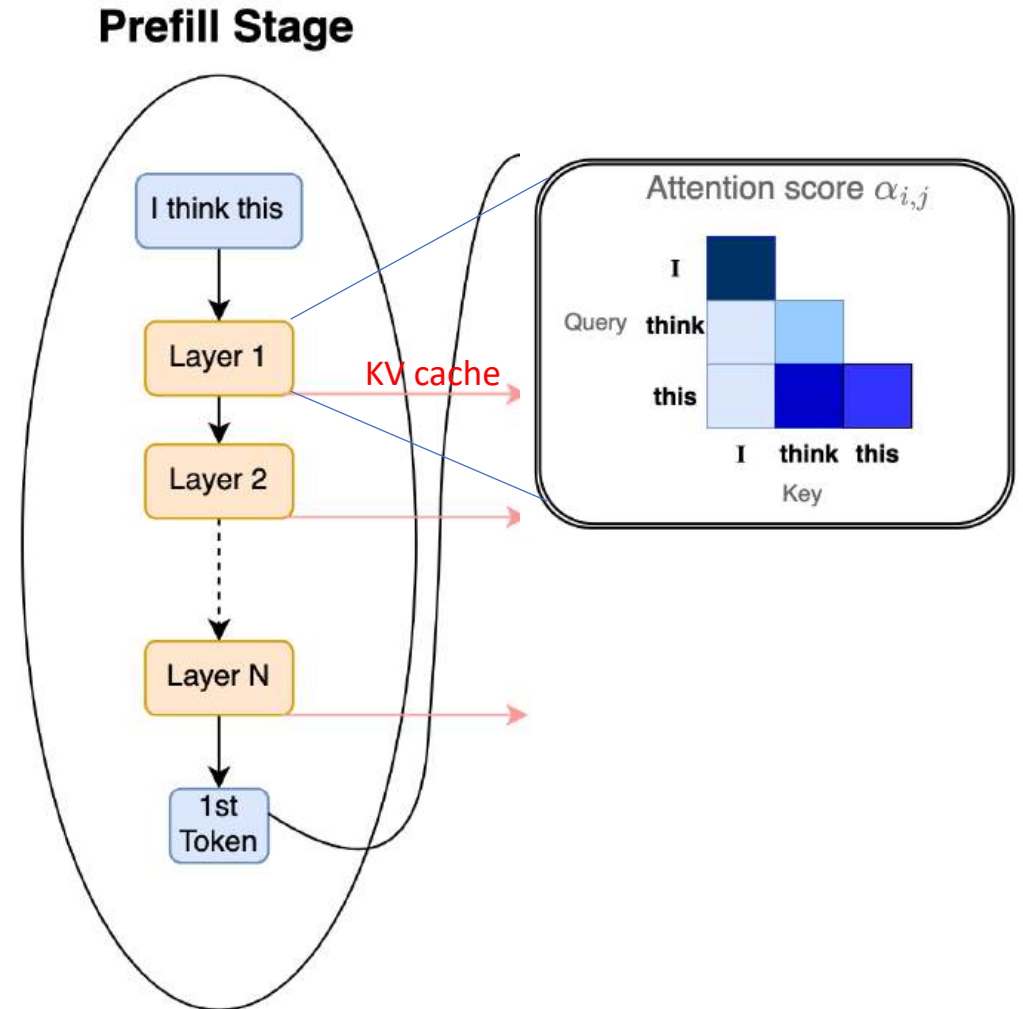 Prefill Stage
I think this
Layer 1
KV cache
Layer 2
Layer N
1st
Token
Attention score α_{i,j}
I
Query think
this
I think this
Key